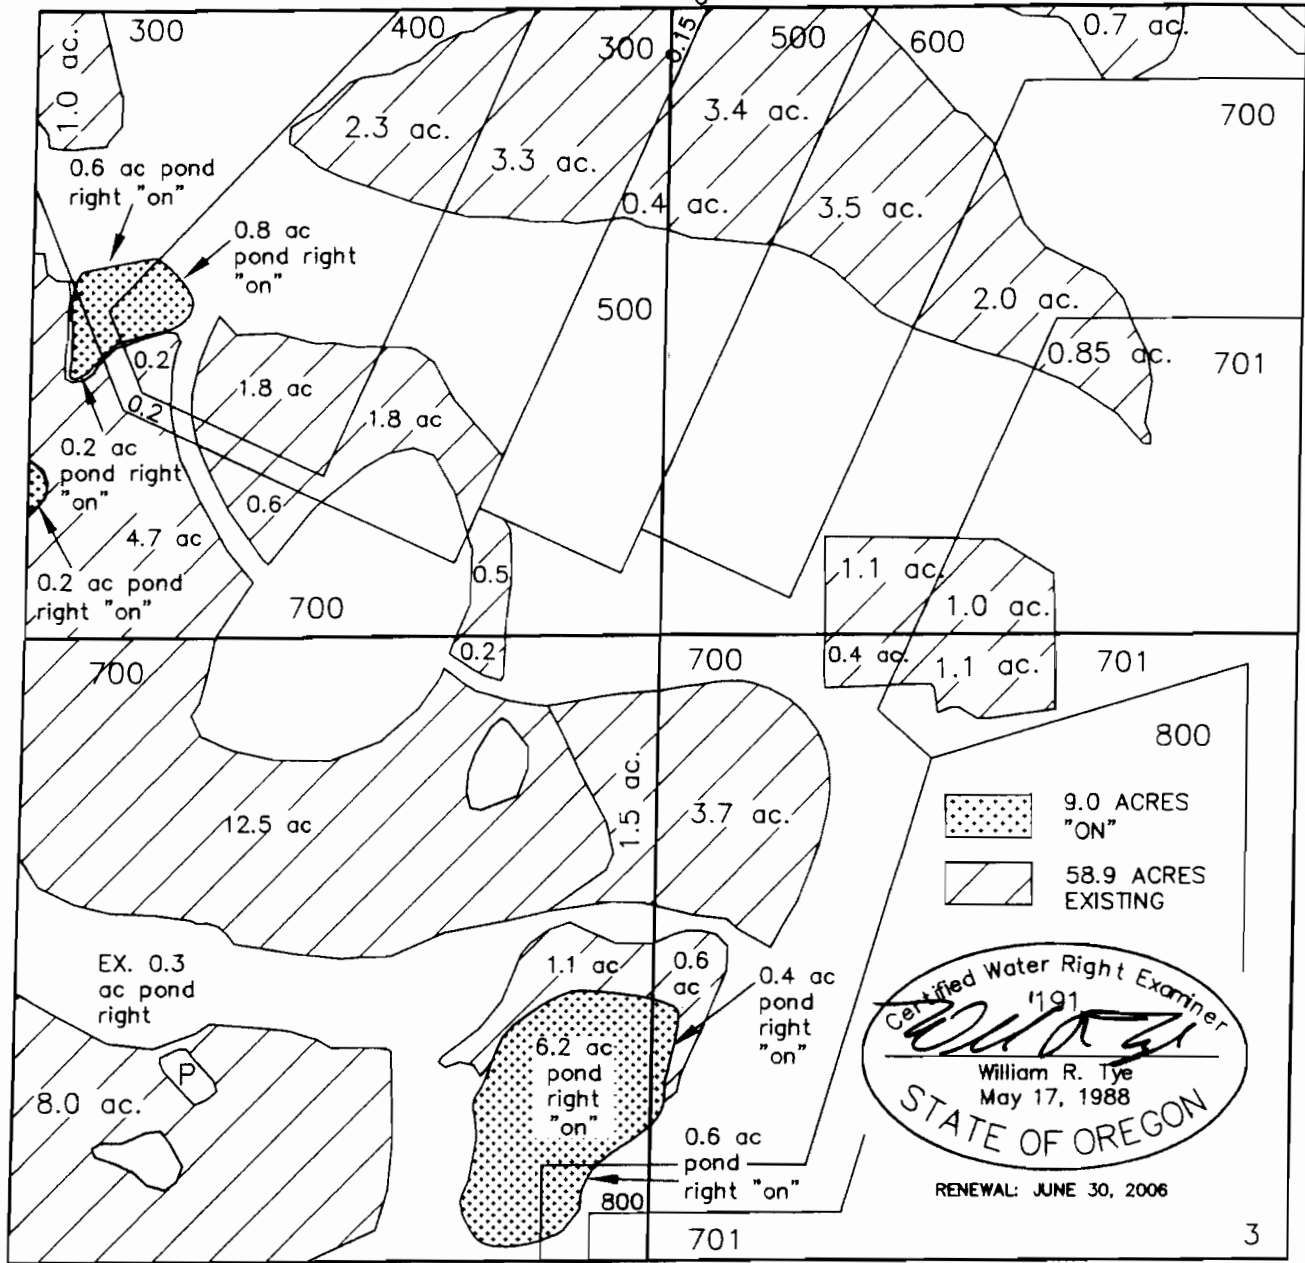 300
400
300
0.15
500
600
0.7 ac.
1.0 ac.
2.3 ac.
3.3 ac.
3.4 ac.
700
0.6 ac pond
right "on"
0.4 ac.
3.5 ac.
0.8 ac
pond right
"on"
500
2.0 ac.
0.85 ac.
701
0.2
0.2
1.8 ac
1.8 ac
0.2 ac
pond right
"on"
0.6
4.7 ac
0.2 ac pond
right "on"
700
0.5
1.1 ac.
1.0 ac.
700
0.2
700
0.4 ac.
1.1 ac.
701
800
12.5 ac
1.5 ac.
3.7 ac.
9.0 ACRES
"ON"
58.9 ACRES
EXISTING
EX. 0.3
ac pond
right
1.1 ac
0.6
ac
0.4 ac
pond
right
"on"
6.2 ac
pond
right
"on"
P
8.0 ac.
0.6 ac
pond
right "on"
800
701
Certified Water Right Examiner
191
William R. Tye
May 17, 1988
STATE OF OREGON
RENEWAL: JUNE 30, 2006
3